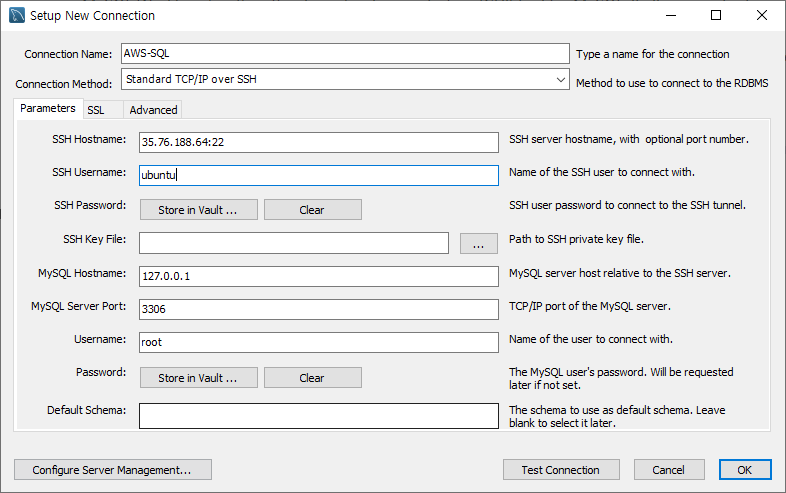 Setup New Connection
Connection Name: AWS-SQL Type a name for the connection
Connection Method: Standard TCP/IP over SSH Method to use to connect to the RDBMS
Parameters SSL Advanced
SSH Hostname: 35.76.188.64:22 SSH server hostname, with optional port number.
SSH Username: ubuntu Name of the SSH user to connect with.
SSH Password: Store in Vault ... Clear SSH user password to connect to the SSH tunnel.
SSH Key File: ... Path to SSH private key file.
MySQL Hostname: 127.0.0.1 MySQL server host relative to the SSH server.
MySQL Server Port: 3306 TCP/IP port of the MySQL server.
Username: root Name of the user to connect with.
Password: Store in Vault ... Clear The MySQL user's password. Will be requested
later if not set.
Default Schema: The schema to use as default schema. Leave
blank to select it later.
Configure Server Management... Test Connection Cancel OK